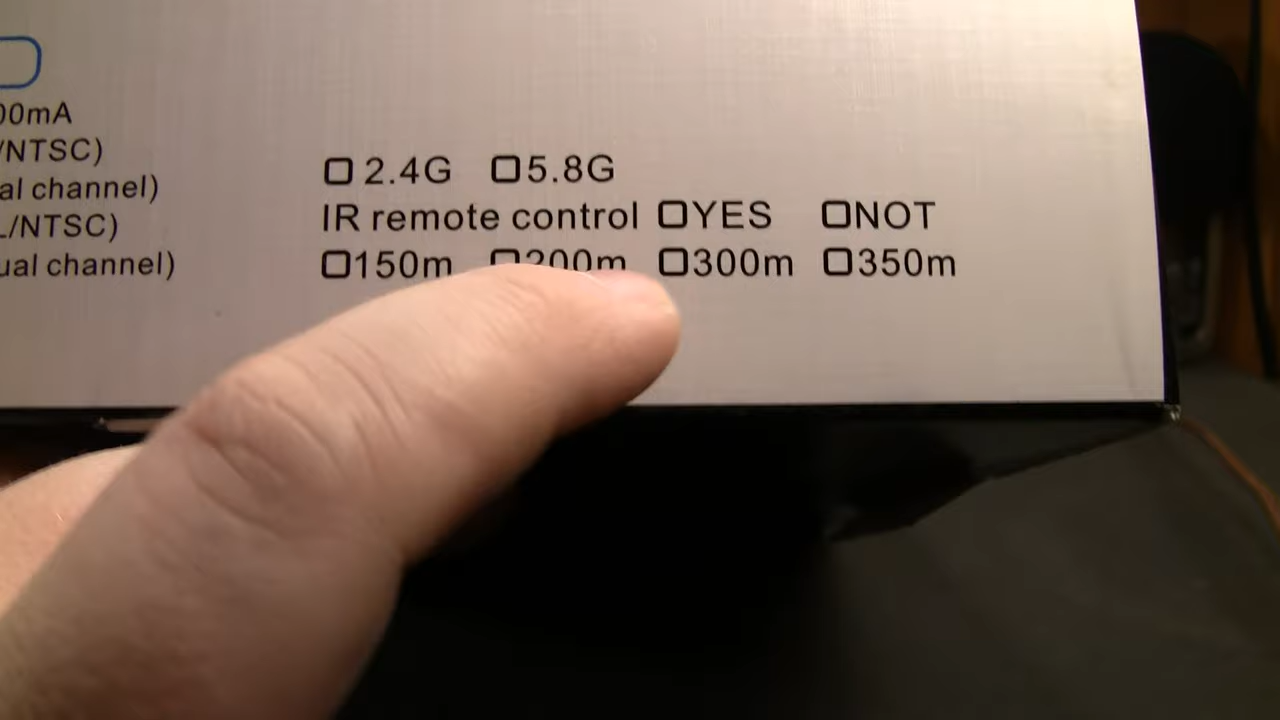 00mA
/NTSC)
al channel) 2.4G 5.8G
/NTSC) IR remote control YES NOT
ual channel) 150m 200m 300m 350m